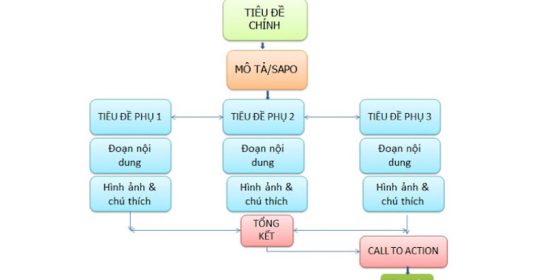 TIÊU ĐỀ
CHÍNH
MÔ TẢ/SAPO
TIÊU ĐỀ PHỤ 1
TIÊU ĐỀ PHỤ 2
TIÊU ĐỀ PHỤ 3
Đoạn nội
dung
Đoạn nội
dung
Đoạn nội
dung
Hình ảnh &
chú thích
Hình ảnh &
chú thích
Hình ảnh &
chú thích
TỔNG
KẾT
CALL TO ACTION